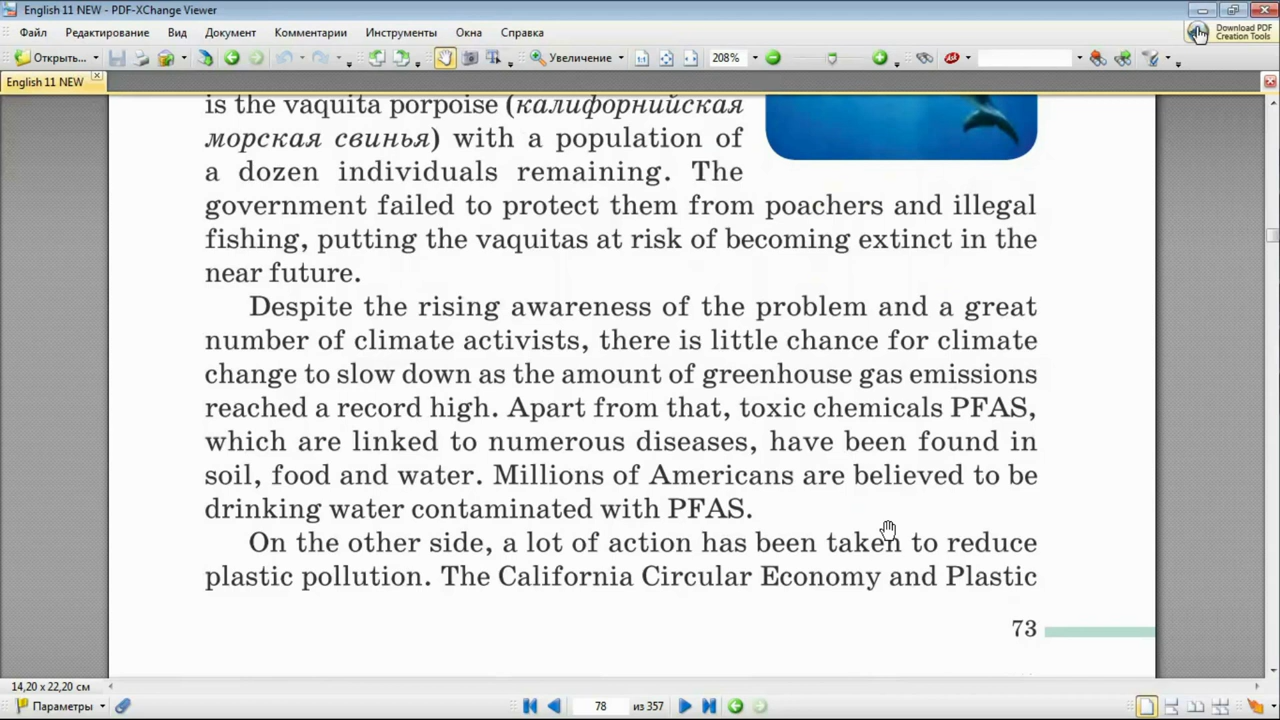 English 11 NEW - PDF-XChange Viewer
Файл Редактирование Вид Документ Комментарии Инструменты Окна Справка
Download PDF
Creation Tools
Открыть... Увеличение 208%
English 11 NEW
is the vaquita porpoise (калифорнийская
морская свинья) with a population of
a dozen individuals remaining. The
government failed to protect them from poachers and illegal
fishing, putting the vaquitas at risk of becoming extinct in the
near future.
Despite the rising awareness of the problem and a great
number of climate activists, there is little chance for climate
change to slow down as the amount of greenhouse gas emissions
reached a record high. Apart from that, toxic chemicals PFAS,
which are linked to numerous diseases, have been found in
soil, food and water. Millions of Americans are believed to be
drinking water contaminated with PFAS.
On the other side, a lot of action has been taken to reduce
plastic pollution. The California Circular Economy and Plastic
73
14,20 x 22,20 см
Параметры 78 из 357